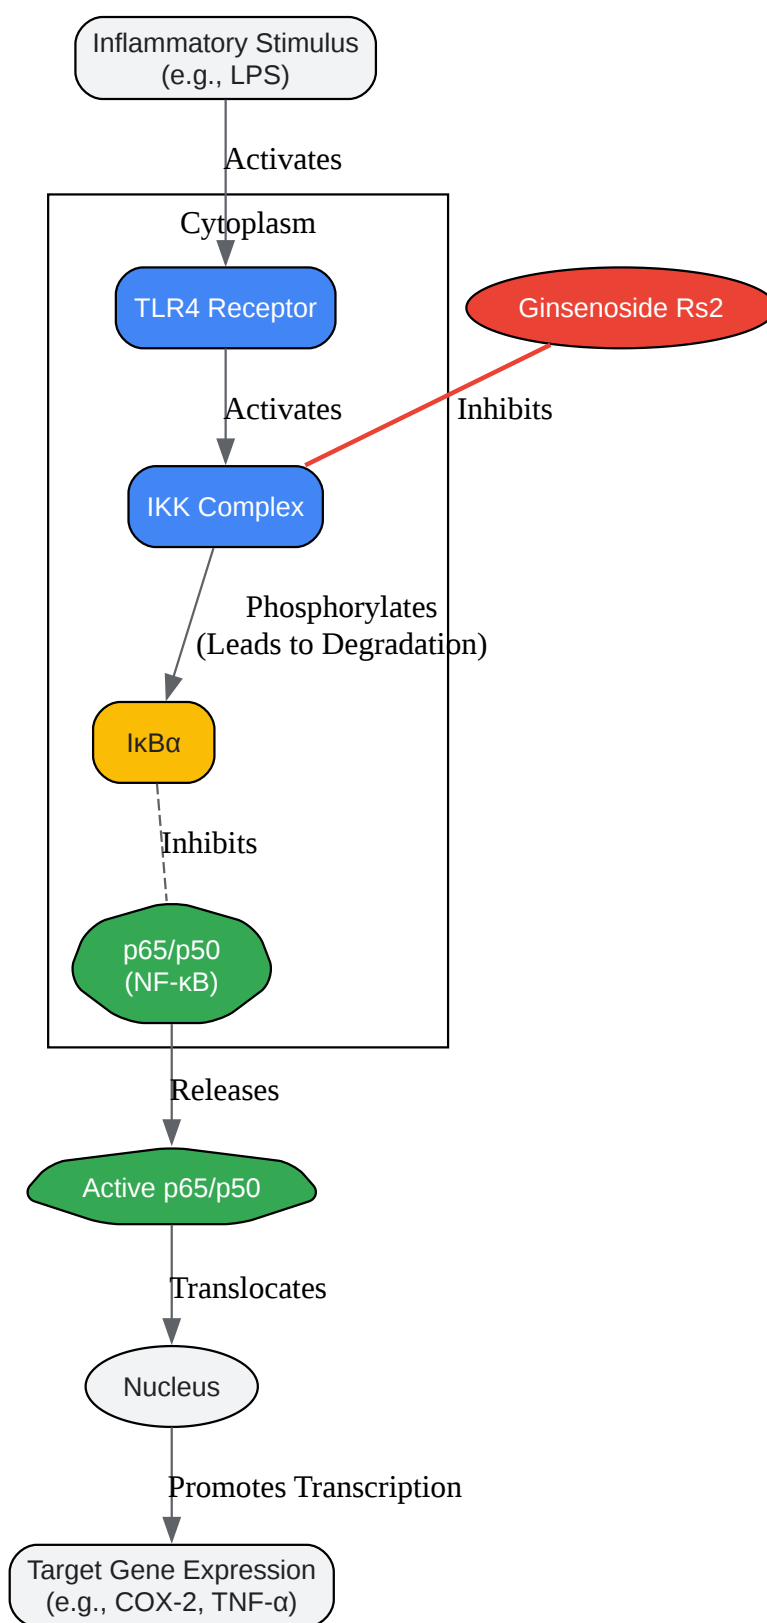 Inflammatory Stimulus
(e.g., LPS)
Activates
Cytoplasm
TLR4 Receptor
Ginsenoside Rs2
Activates
Inhibits
IKK Complex
Phosphorylates
(Leads to Degradation)
IκBα
Inhibits
p65/p50
(NF-κB)
Releases
Active p65/p50
Translocates
Nucleus
Promotes Transcription
Target Gene Expression
(e.g., COX-2, TNF-α)